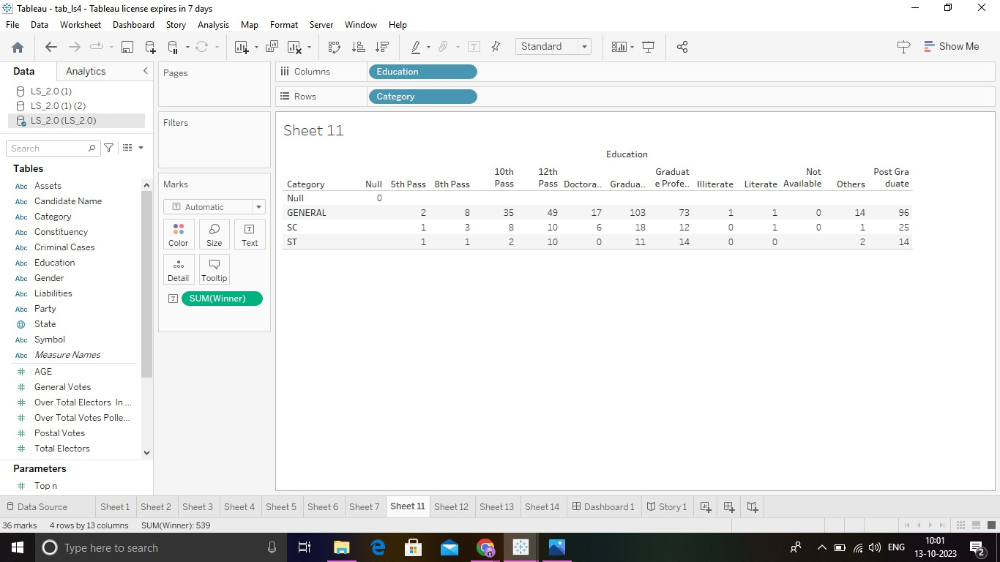 Tableau - tab_ls4 - Tableau license expires in 7 days
File Data Worksheet Dashboard Story Analysis Map Format Server Window Help
Standard Show Me
Data Analytics
LS_2.0 (1)
LS_2.0 (1) (2)
LS_2.0 (LS_2.0)
Search
Tables
Abc Assets
Abc Candidate Name
Abc Category
Abc Constituency
Abc Criminal Cases
Abc Education
Abc Gender
Abc Liabilities
Abc Party
State
Abc Symbol
Abc Measure Names
# AGE
# General Votes
# Over Total Electors In ...
# Over Total Votes Polle...
# Postal Votes
# Total Electors
Parameters
# Top n
Pages
Filters
Marks
T Automatic
Color Size Text
Detail Tooltip
T SUM(Winner)
Columns Education
Rows Category
Sheet 11
Education
Category Null 5th Pass 8th Pass 10th Pass 12th Pass Doctora.. Gradua.. Graduat e Profe.. Illiterate Literate Not Available Others Post Gra duate
Null 0
GENERAL 2 8 35 49 17 103 73 1 1 0 14 96
SC 1 3 8 10 6 18 12 0 1 0 1 25
ST 1 1 2 10 0 11 14 0 0 2 14
Data Source Sheet 1 Sheet 2 Sheet 3 Sheet 4 Sheet 5 Sheet 6 Sheet 7 Sheet 11 Sheet 12 Sheet 13 Sheet 14 Dashboard 1 Story 1
36 marks 4 rows by 13 columns SUM(Winner): 539
Type here to search
ENG
10:01
13-10-2023
2